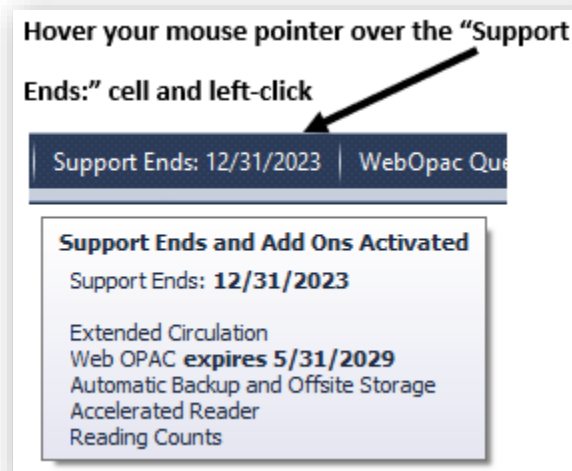 Hover your mouse pointer over the “Support
Ends:” cell and left-click
Support Ends: 12/31/2023 WebOpac Que
Support Ends and Add Ons Activated
Support Ends: 12/31/2023
Extended Circulation
Web OPAC expires 5/31/2029
Automatic Backup and Offsite Storage
Accelerated Reader
Reading Counts